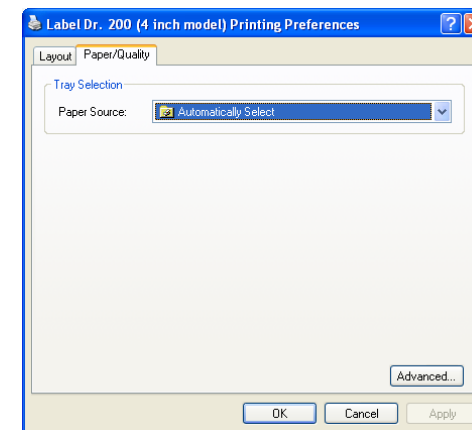 Label Dr. 200 (4 inch model) Printing Preferences
Layout Paper/Quality
Tray Selection
Paper Source: Automatically Select
Advanced...
OK Cancel Apply